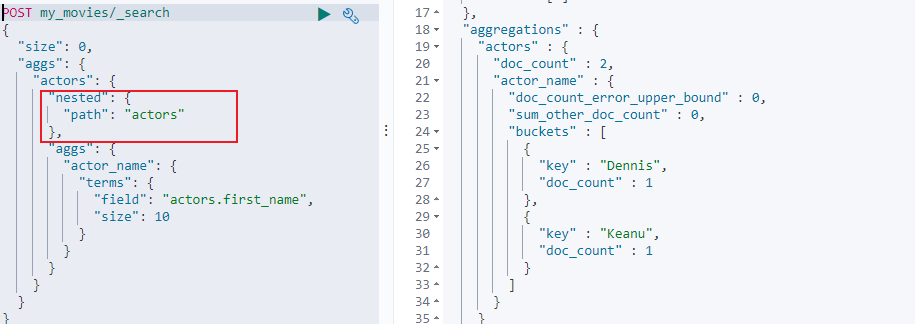 POST my_movies/_search
{
  "size": 0,
  "aggs": {
    "actors": {
      "nested": {
        "path": "actors"
      },
      "aggs": {
        "actor_name": {
          "terms": {
            "field": "actors.first_name",
            "size": 10
          }
        }
      }
    }
  }
}
17 },
18 "aggregations" : {
19 "actors" : {
20 "doc_count" : 2,
21 "actor_name" : {
22 "doc_count_error_upper_bound" : 0,
23 "sum_other_doc_count" : 0,
24 "buckets" : [
25 {
26 "key" : "Dennis",
27 "doc_count" : 1
28 },
29 {
30 "key" : "Keanu",
31 "doc_count" : 1
32 }
33 ]
34 }
35 }